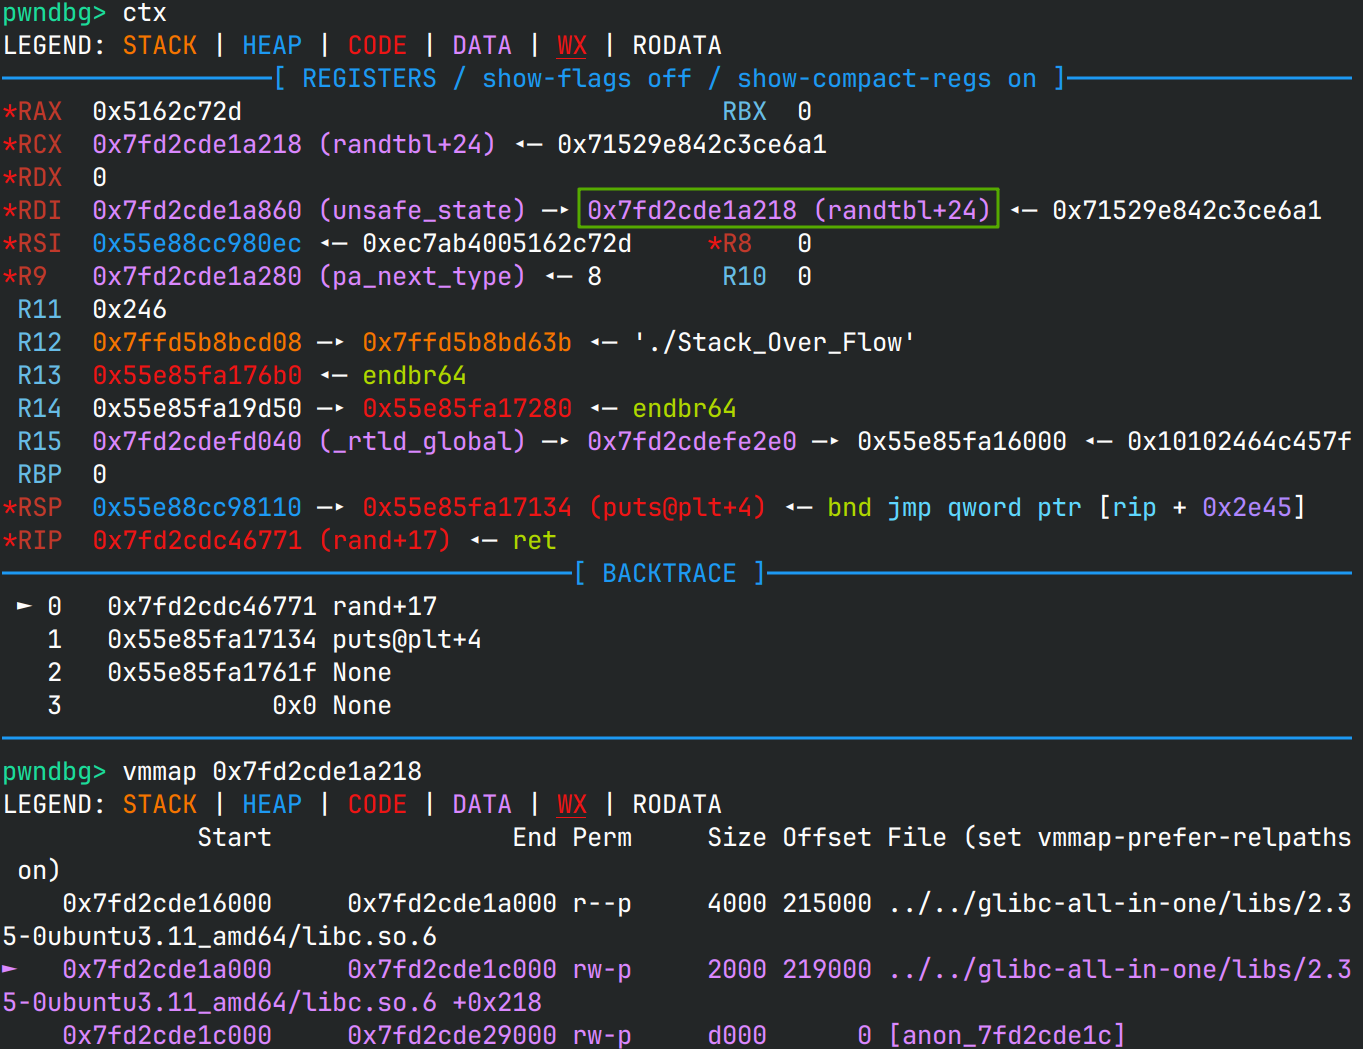 pwndbg> ctx
LEGEND: STACK | HEAP | CODE | DATA | WX | RODATA
[ REGISTERS / show-flags off / show-compact-regs on ]
*RAX  0x5162c72d                                RBX  0
*RCX  0x7fd2cde1a218 (randtbl+24) ◂— 0x71529e842c3ce6a1
*RDX  0
*RDI  0x7fd2cde1a860 (unsafe_state) —▸ 0x7fd2cde1a218 (randtbl+24) ◂— 0x71529e842c3ce6a1
*RSI  0x55e88cc980ec ◂— 0xec7ab4005162c72d     *R8   0
*R9   0x7fd2cde1a280 (pa_next_type) ◂— 8        R10  0
R11  0x246
R12  0x7ffd5b8bcd08 —▸ 0x7ffd5b8bd63b ◂— './Stack_Over_Flow'
R13  0x55e85fa176b0 ◂— endbr64
R14  0x55e85fa19d50 —▸ 0x55e85fa17280 ◂— endbr64
R15  0x7fd2cdefd040 (_rtld_global) —▸ 0x7fd2cdefe2e0 —▸ 0x55e85fa16000 ◂— 0x10102464c457f
RBP  0
*RSP  0x55e88cc98110 —▸ 0x55e85fa17134 (puts@plt+4) ◂— bnd jmp qword ptr [rip + 0x2e45]
*RIP  0x7fd2cdc46771 (rand+17) ◂— ret
[ BACKTRACE ]
► 0   0x7fd2cdc46771 rand+17
1   0x55e85fa17134 puts@plt+4
2   0x55e85fa1761f None
3              0x0 None
pwndbg> vmmap 0x7fd2cde1a218
LEGEND: STACK | HEAP | CODE | DATA | WX | RODATA
Start                End Perm     Size Offset File (set vmmap-prefer-relpaths
on)
0x7fd2cde16000     0x7fd2cde1a000 r--p     4000 215000 ../../glibc-all-in-one/libs/2.3
5-0ubuntu3.11_amd64/libc.so.6
►   0x7fd2cde1a000     0x7fd2cde1c000 rw-p     2000 219000 ../../glibc-all-in-one/libs/2.3
5-0ubuntu3.11_amd64/libc.so.6 +0x218
0x7fd2cde1c000     0x7fd2cde29000 rw-p     d000      0 [anon_7fd2cde1c]